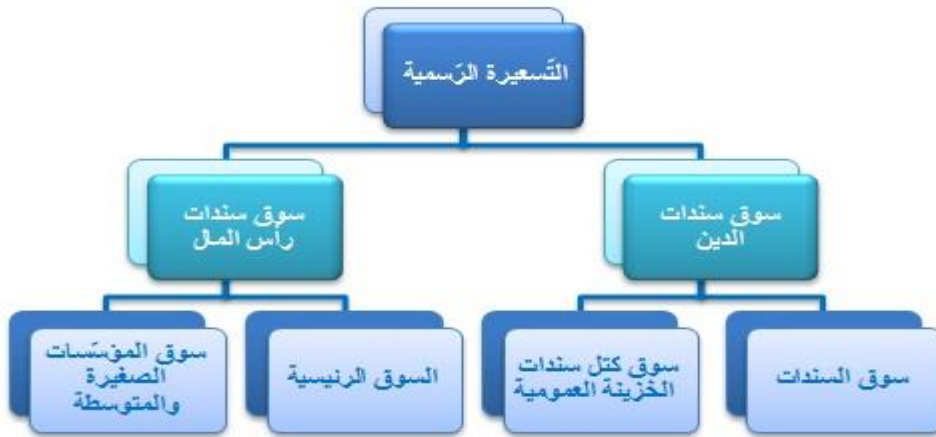 التّسعيرة الرّسمية
سوق سندات
الدين
سوق سندات
رأس المال
سوق السندات
سوق كتل سندات
الخزينة العمومية
السوق الرئيسية
سوق المؤسّسات
الصغيرة
والمتوسطة